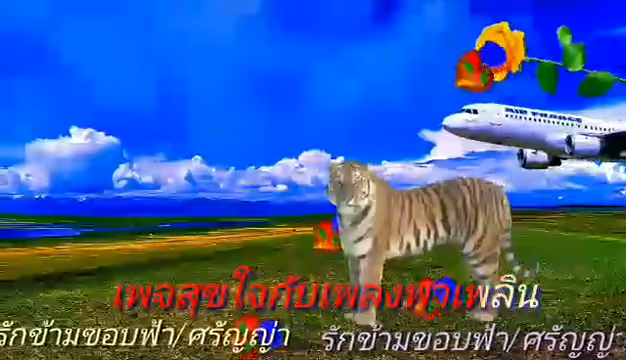 AIR FRANCE
เพจสุขใจกับเพลงพาเพลิน
รักข้ามขอบฟ้า/ศรัญญ่า รักข้ามขอบฟ้า/ศรัญญ่